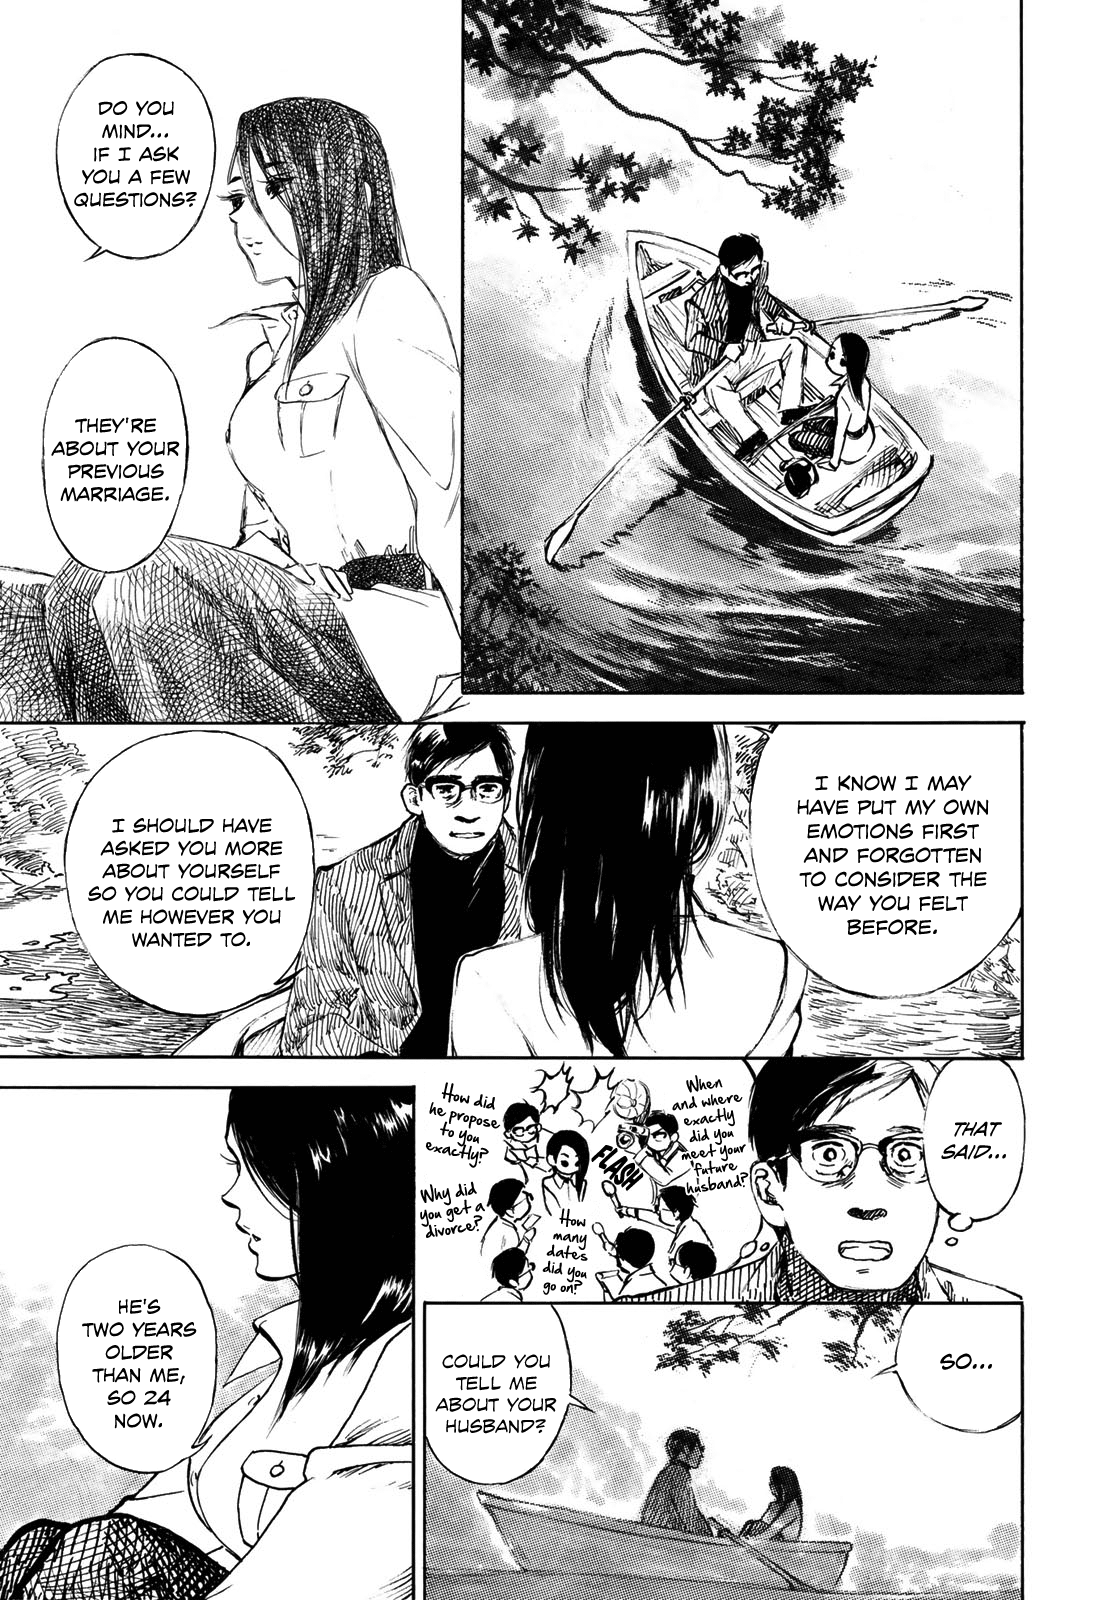 DO YOU
MIND...
IF I ASK
YOU A FEW
QUESTIONS?
THEY'RE
ABOUT YOUR
PREVIOUS
MARRIAGE.
I KNOW I MAY
HAVE PUT MY OWN
EMOTIONS FIRST
AND FORGOTTEN
TO CONSIDER THE
WAY YOU FELT
BEFORE.
I SHOULD HAVE
ASKED YOU MORE
ABOUT YOURSELF
SO YOU COULD TELL
ME HOWEVER YOU
WANTED TO.
THAT
SAID...
When
and where
exactly
did you
meet your
future
husband?
FLASH
How did
he propose
to you
exactly?
Why did
you get a
divorce?
How
many
dates
did you
go on?
SO...
COULD YOU
TELL ME
ABOUT YOUR
HUSBAND?
HE'S
TWO YEARS
OLDER
THAN ME,
SO 24
NOW.